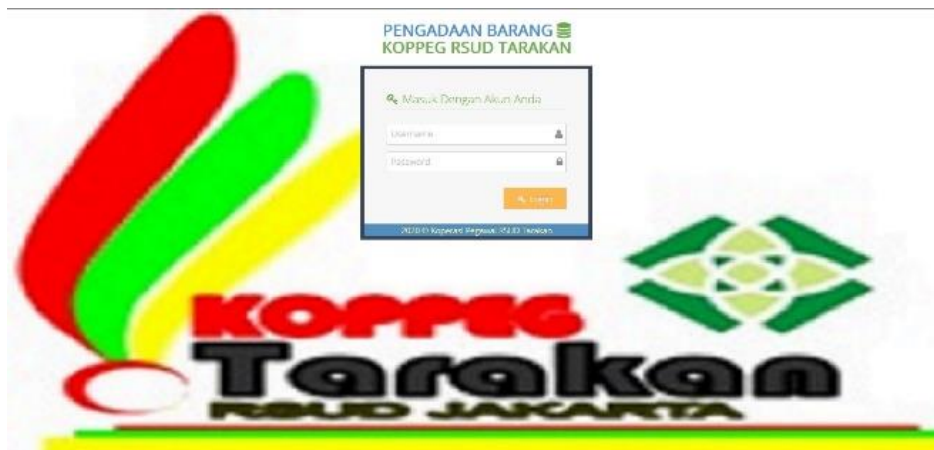 PENGADAAN BARANG
KOPPEG RSUD TARAKAN
Masuk Dengan Akun Anda
Username
Password
Login
2020 © Koperasi Pegawai RSUD Tarakan
KOPPEG
Tarakan
RSUD JAKARTA